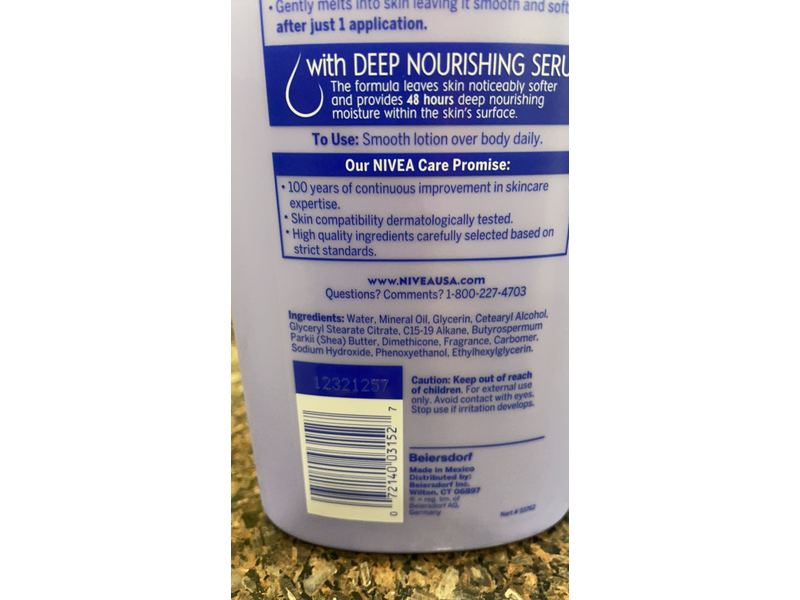 • Gently melts into skin leaving it smooth and soft
after just 1 application.
with DEEP NOURISHING SERU
The formula leaves skin noticeably softer
and provides 48 hours deep nourishing
moisture within the skin's surface.
To Use: Smooth lotion over body daily.
Our NIVEA Care Promise:
• 100 years of continuous improvement in skincare
expertise.
• Skin compatibility dermatologically tested.
• High quality ingredients carefully selected based on
strict standards.
www.NIVEAUSA.com
Questions? Comments? 1-800-227-4703
Ingredients: Water, Mineral Oil, Glycerin, Cetearyl Alcohol,
Glyceryl Stearate Citrate, C15-19 Alkane, Butyrospermum
Parkii (Shea) Butter, Dimethicone, Fragrance, Carbomer,
Sodium Hydroxide, Phenoxyethanol, Ethylhexylglycerin.
12321257
0 72140 03152 7
Caution: Keep out of reach
of children. For external use
only. Avoid contact with eyes.
Stop use if irritation develops.
Beiersdorf
Made in Mexico
Distributed by:
Beiersdorf Inc.
Wilton, CT 06897
® = reg. tm. of
Beiersdorf AG,
Germany
Part #